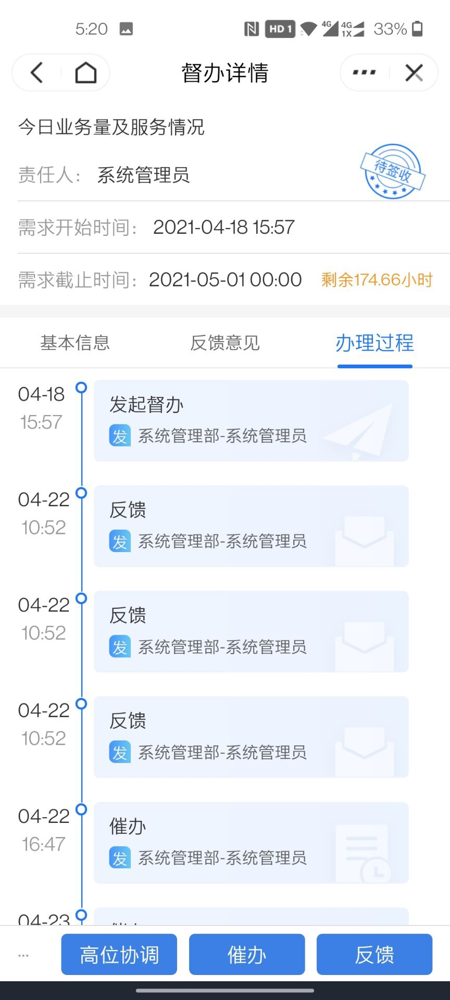 5:20
HD 1 4G 4G 1X 33%
督办详情
今日业务量及服务情况
待签收
责任人： 系统管理员
需求开始时间： 2021-04-18 15:57
需求截止时间： 2021-05-01 00:00 剩余174.66小时
基本信息 反馈意见 办理过程
04-18 发起督办
15:57 发 系统管理部-系统管理员
04-22 反馈
10:52 发 系统管理部-系统管理员
04-22 反馈
10:52 发 系统管理部-系统管理员
04-22 反馈
10:52 发 系统管理部-系统管理员
04-22 催办
16:47 发 系统管理部-系统管理员
04-23
... 高位协调 催办 反馈